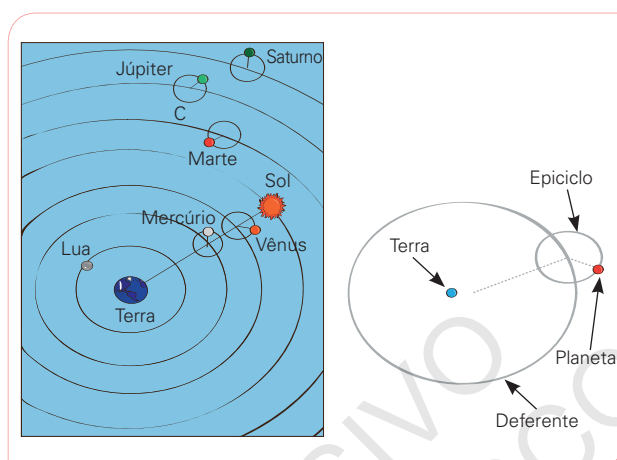 Saturno
Júpiter
C
Marte
Sol
Mercúrio
Vênus
Lua
Terra
Epiciclo
Terra
Planeta
Deferente